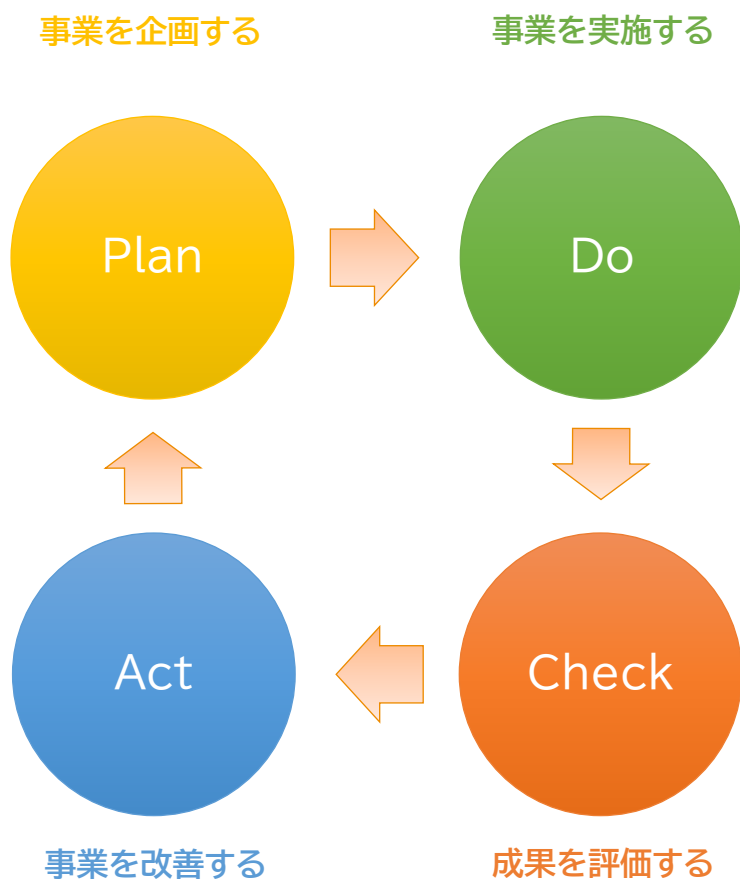 事業を企画する
事業を実施する
Plan
Do
Act
Check
事業を改善する
成果を評価する